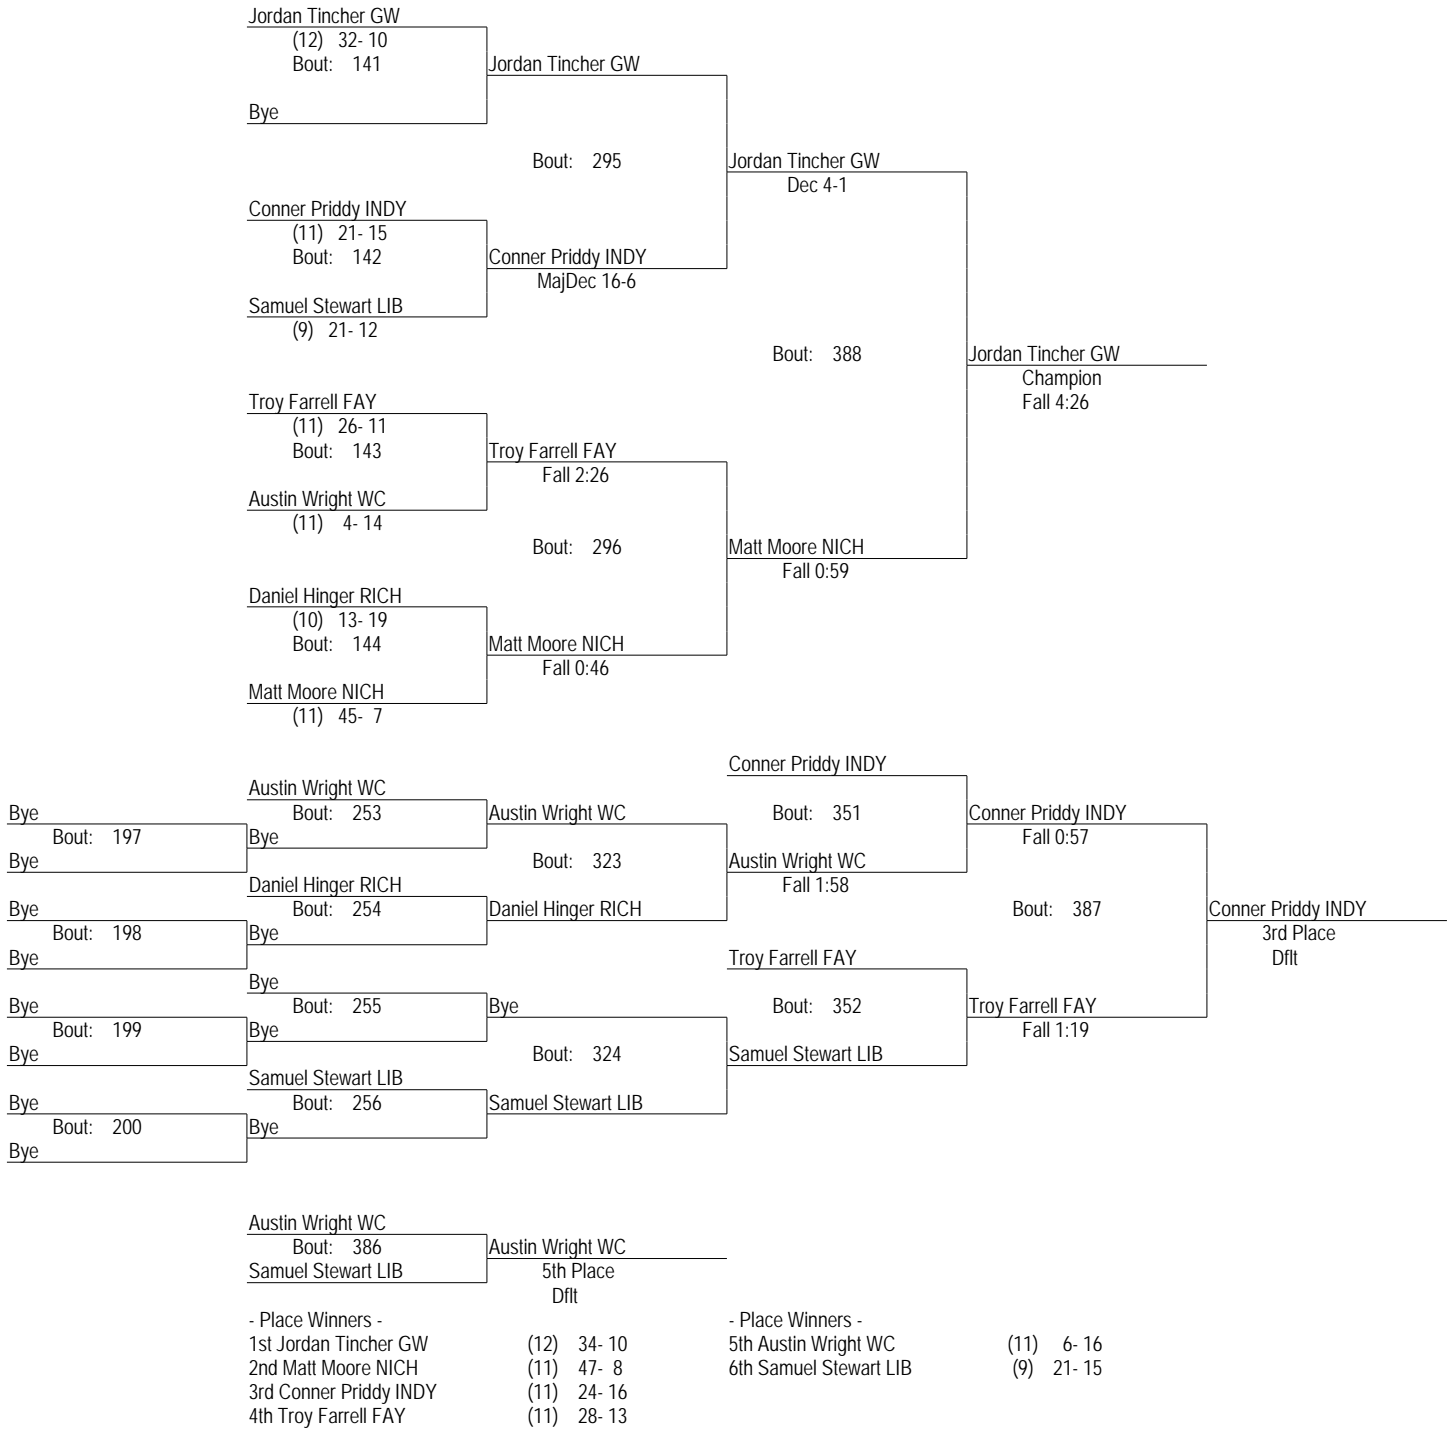 Jordan Tincher GW
(12) 32- 10
Bout: 141
Jordan Tincher GW
Bye
Bout: 295
Jordan Tincher GW
Dec 4-1
Conner Priddy INDY
(11) 21- 15
Bout: 142
Conner Priddy INDY
MajDec 16-6
Samuel Stewart LIB
(9) 21- 12
Bout: 388
Jordan Tincher GW
Champion
Fall 4:26
Troy Farrell FAY
(11) 26- 11
Bout: 143
Troy Farrell FAY
Fall 2:26
Austin Wright WC
(11) 4- 14
Bout: 296
Matt Moore NICH
Fall 0:59
Daniel Hinger RICH
(10) 13- 19
Bout: 144
Matt Moore NICH
Fall 0:46
Matt Moore NICH
(11) 45- 7
Conner Priddy INDY
Austin Wright WC
Bye
Bout: 253
Austin Wright WC
Bout: 351
Conner Priddy INDY
Bout: 197
Bye
Fall 0:57
Bye
Bout: 323
Austin Wright WC
Daniel Hinger RICH
Fall 1:58
Bye
Bout: 254
Daniel Hinger RICH
Bout: 387
Conner Priddy INDY
Bout: 198
Bye
3rd Place
Bye
Troy Farrell FAY
Dflt
Bye
Bye
Bout: 255
Bye
Bout: 352
Troy Farrell FAY
Bout: 199
Bye
Fall 1:19
Bye
Bout: 324
Samuel Stewart LIB
Samuel Stewart LIB
Bye
Bout: 256
Samuel Stewart LIB
Bout: 200
Bye
Bye
Austin Wright WC
Bout: 386
Austin Wright WC
Samuel Stewart LIB
5th Place
Dflt
- Place Winners -
1st Jordan Tincher GW (12) 34- 10
2nd Matt Moore NICH (11) 47- 8
3rd Conner Priddy INDY (11) 24- 16
4th Troy Farrell FAY (11) 28- 13
- Place Winners -
5th Austin Wright WC (11) 6- 16
6th Samuel Stewart LIB (9) 21- 15